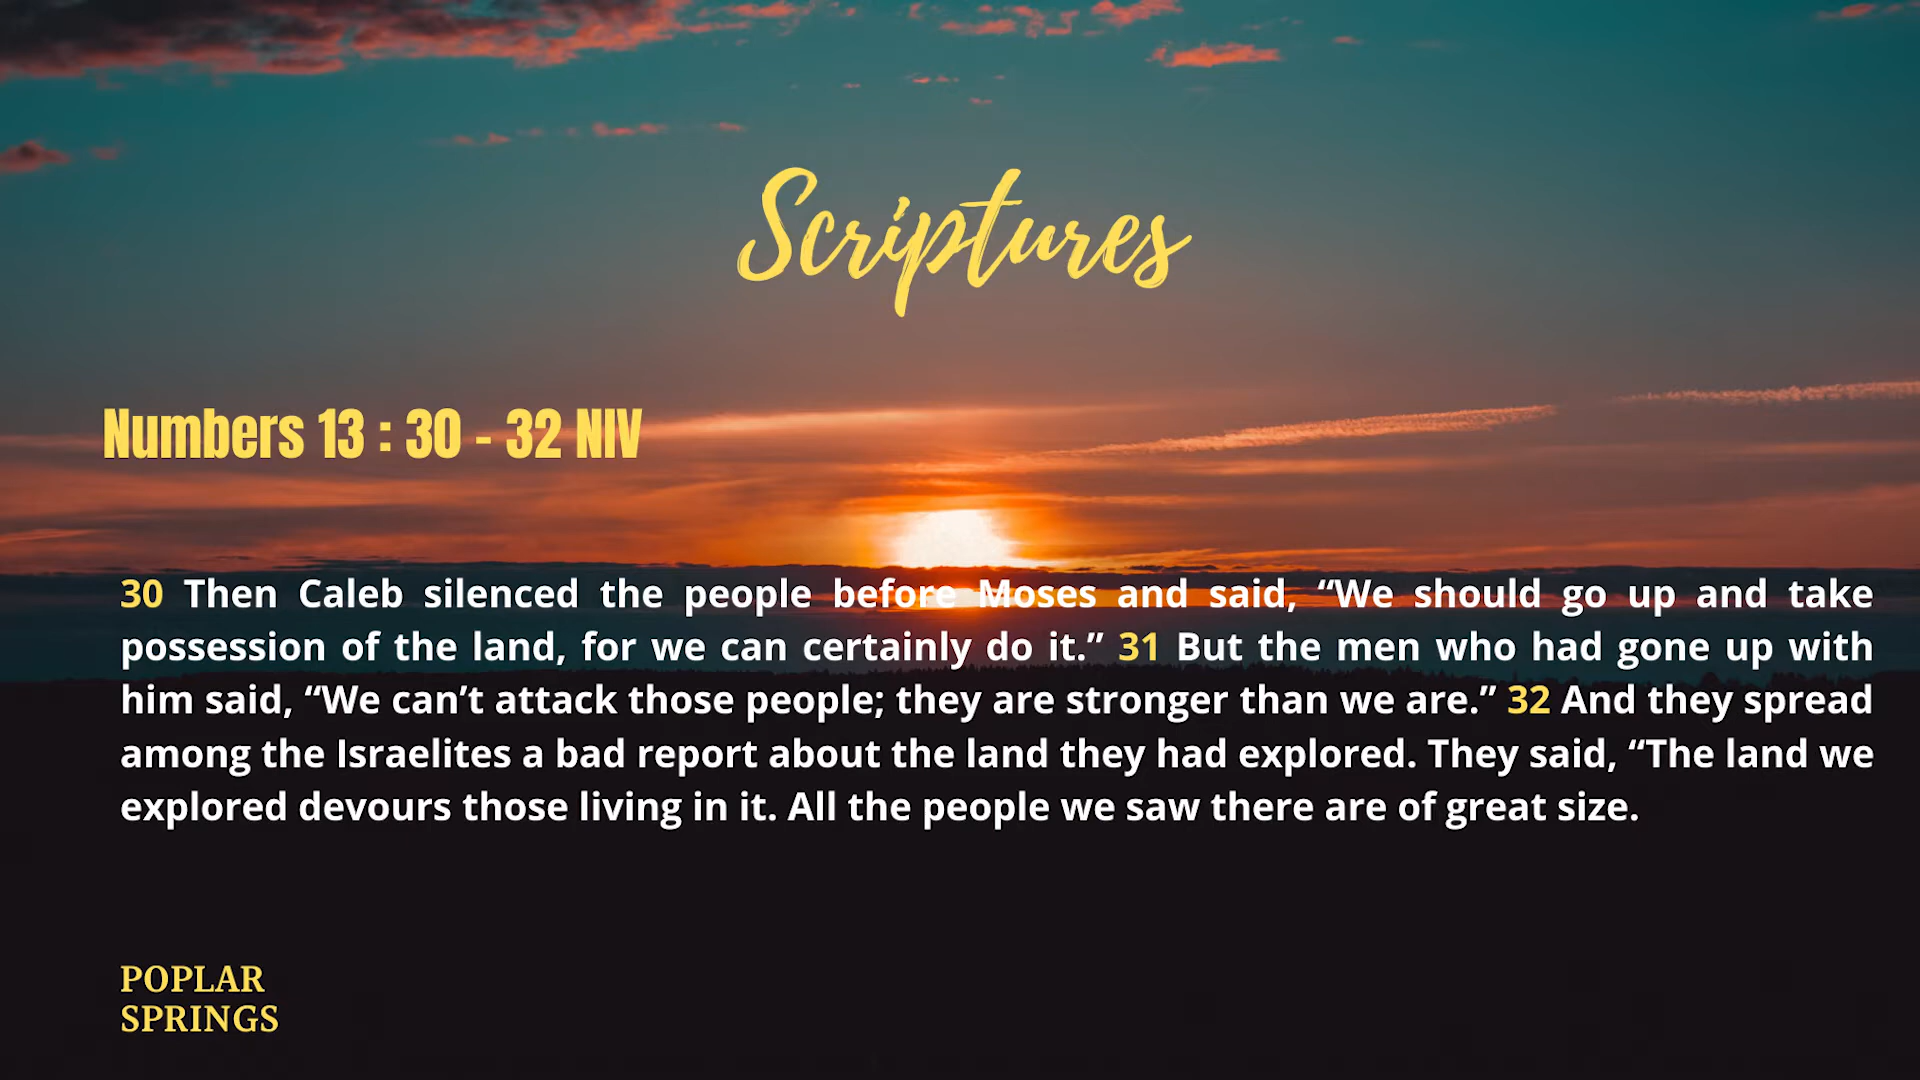 Scriptures
Numbers 13 : 30 - 32 NIV
30 Then Caleb silenced the people before Moses and said, “We should go up and take
possession of the land, for we can certainly do it.” 31 But the men who had gone up with
him said, “We can’t attack those people; they are stronger than we are.” 32 And they spread
among the Israelites a bad report about the land they had explored. They said, “The land we
explored devours those living in it. All the people we saw there are of great size.
POPLAR
SPRINGS